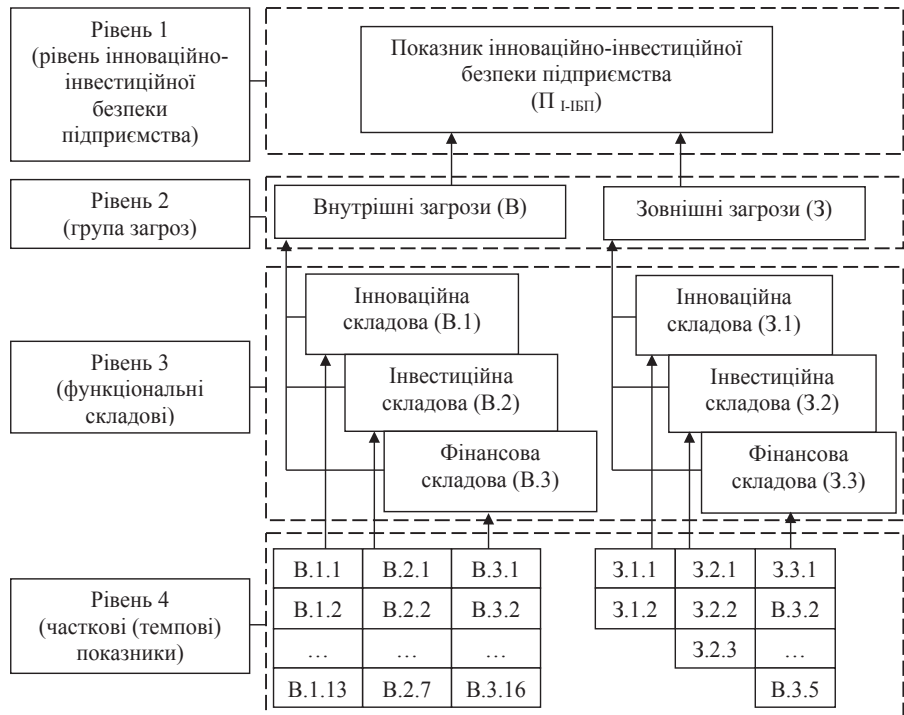 Рівень 1
(рівень інноваційно-
інвестиційної
безпеки
підприємства)
Показник інноваційно-інвестиційної
безпеки підприємства
(П І-ІБП)
Рівень 2
(група загроз)
Внутрішні загрози (В)
Зовнішні загрози (З)
Рівень 3
(функціональні
складові)
Інноваційна
складова (В.1)
Інвестиційна
складова (В.2)
Фінансова
складова (В.3)
Інноваційна
складова (З.1)
Інвестиційна
складова (З.2)
Фінансова
складова (З.3)
Рівень 4
(часткові (темпові)
показники)
В.1.1 В.2.1 В.3.1
В.1.2 В.2.2 В.3.2
… … …
В.1.13 В.2.7 В.3.16
З.1.1 З.2.1 З.3.1
З.1.2 З.2.2 В.3.2
З.2.3 …
В.3.5